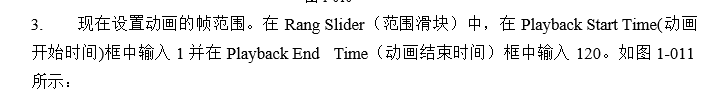 3. 现在设置动画的帧范围。在 Rang Slider（范围滑块）中，在 Playback Start Time(动画
开始时间)框中输入 1 并在 Playback End Time（动画结束时间）框中输入 120。如图 1-011
所示：